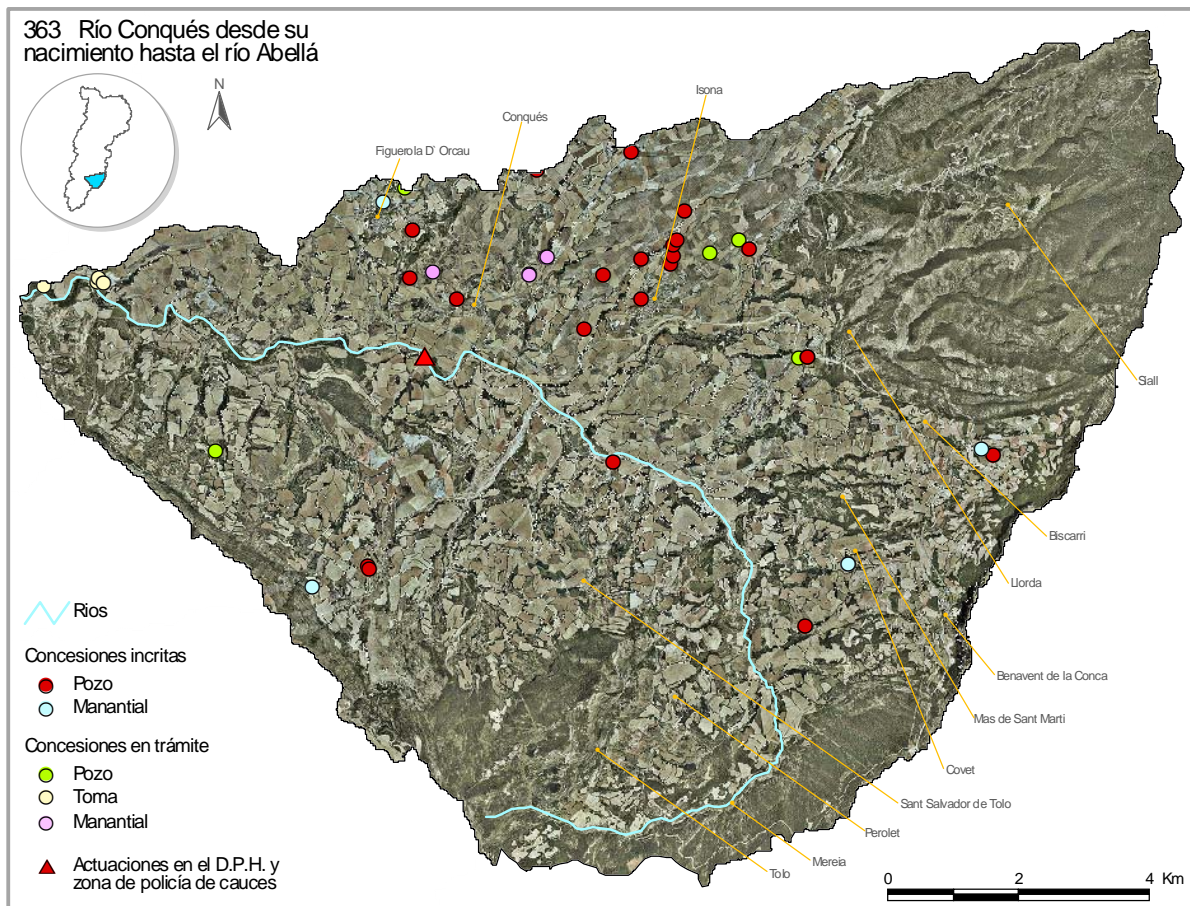 363 Río Conqués desde su
nacimiento hasta el río Abellá
N
Isona
Conqués
Figuerola D` Orcau
Siall
Biscarri
Llorda
Benavent de la Conca
Mas de Sant Marti
Covet
Sant Salvador de Tolo
Perolet
Mereia
Tolo
Rios
Concesiones incritas
Pozo
Manantial
Concesiones en trámite
Pozo
Toma
Manantial
Actuaciones en el D.P.H. y
zona de policía de cauces
0 2 4 Km